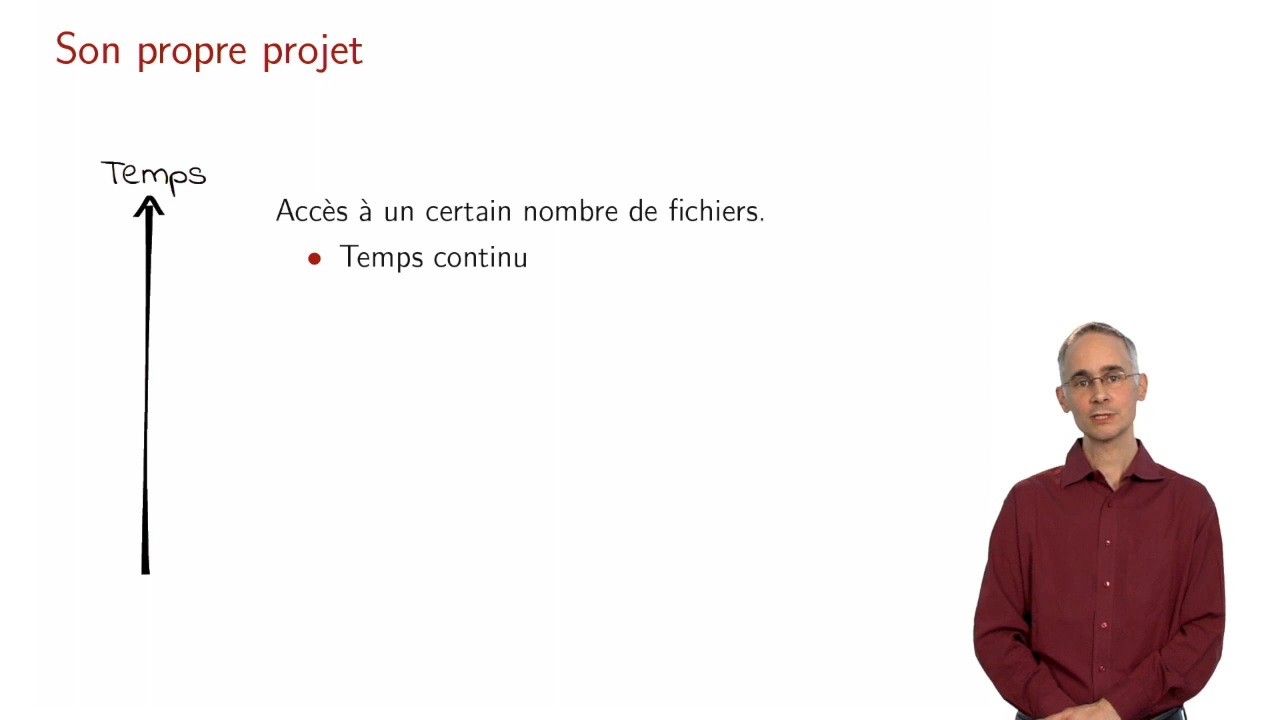 Son propre projet
Temps
Accès à un certain nombre de fichiers.
• Temps continu